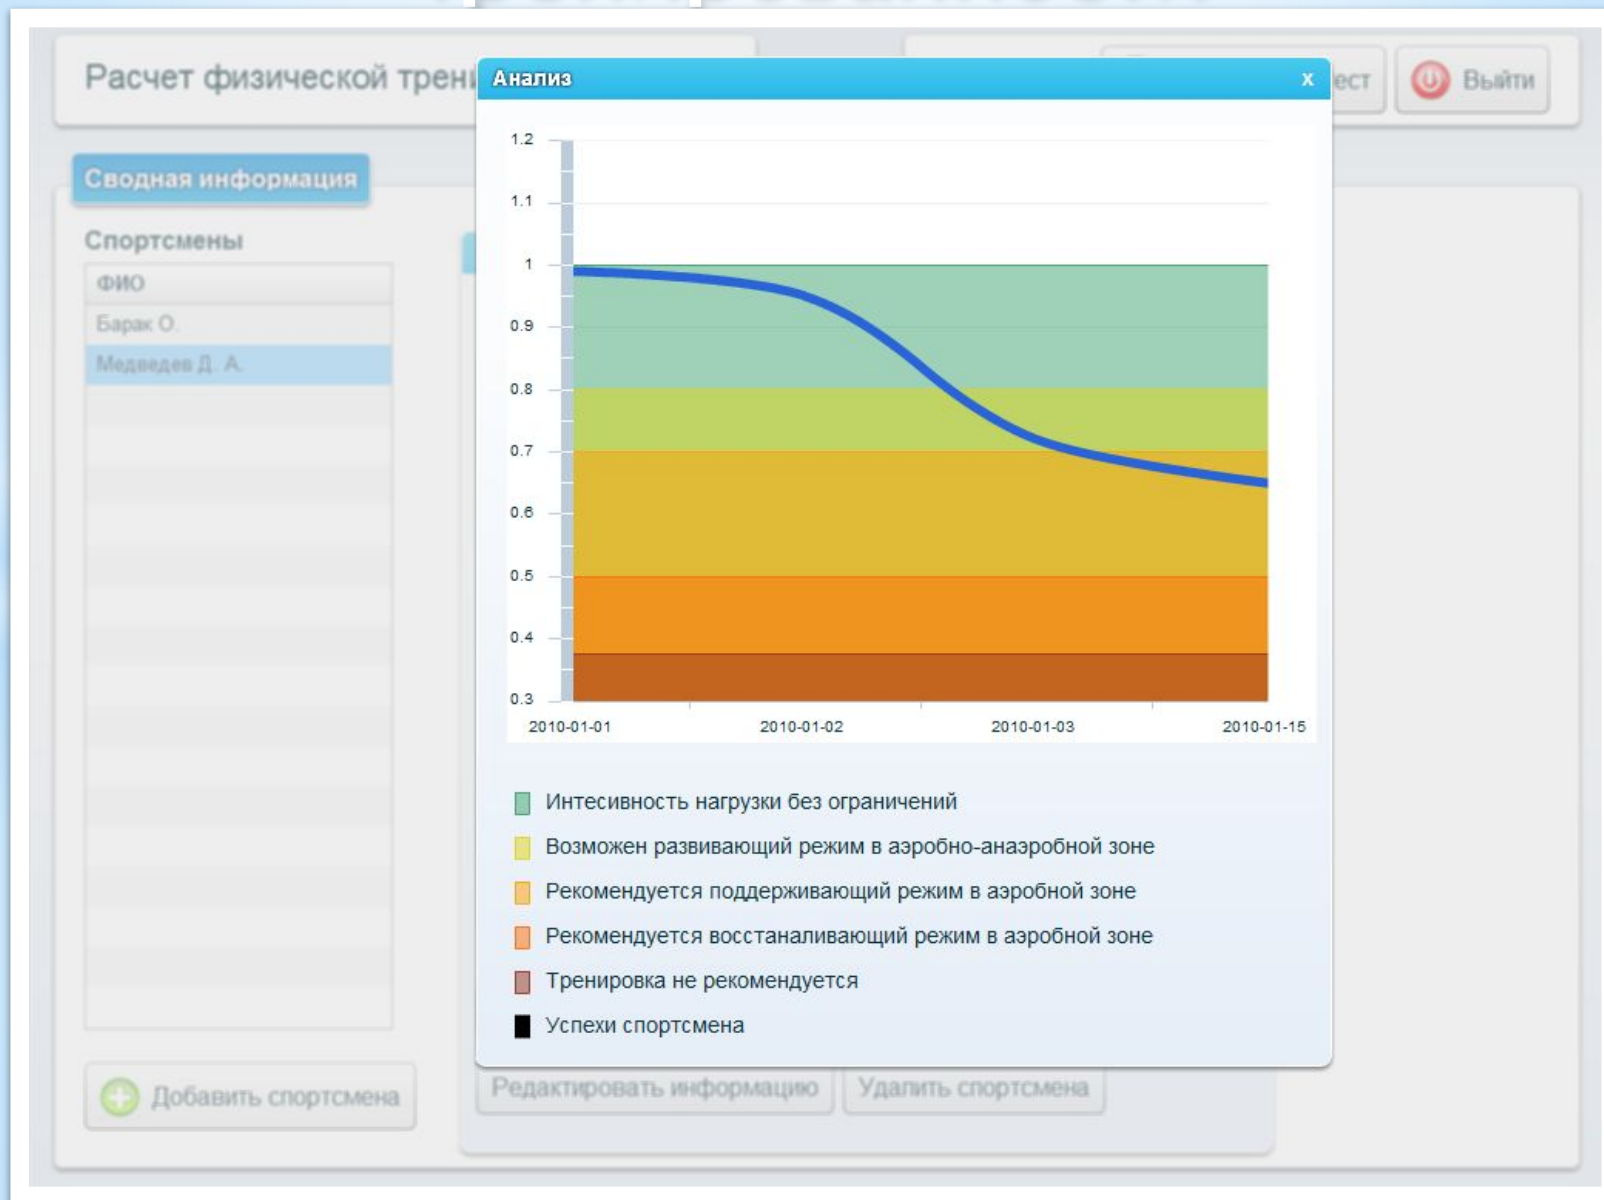 Расчет физической трени
ест
Выйти
Анализ
x
Сводная информация
Спортсмены
ФИО
Барак О.
Медведев Д. А.
1.2
1.1
1
0.9
0.8
0.7
0.6
0.5
0.4
0.3
2010-01-01 2010-01-02 2010-01-03 2010-01-15
Интесивность нагрузки без ограничений
Возможен развивающий режим в аэробно-анаэробной зоне
Рекомендуется поддерживающий режим в аэробной зоне
Рекомендуется восстаналивающий режим в аэробной зоне
Тренировка не рекомендуется
Успехи спортсмена
Добавить спортсмена
Редактировать информацию
Удалить спортсмена